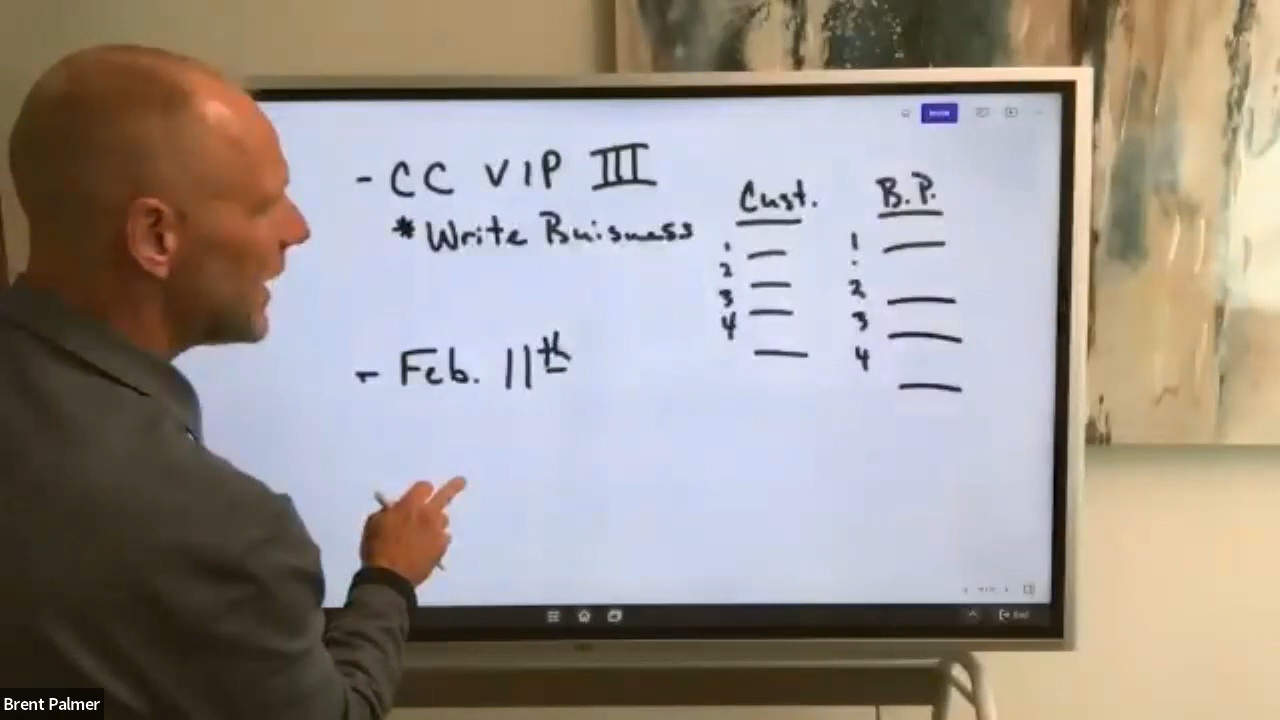 - CC VIP III
* Write Buisness
- Feb. 11th
Cust.
1
2
3
4
B.P.
1.
2
3
4
Brent Palmer